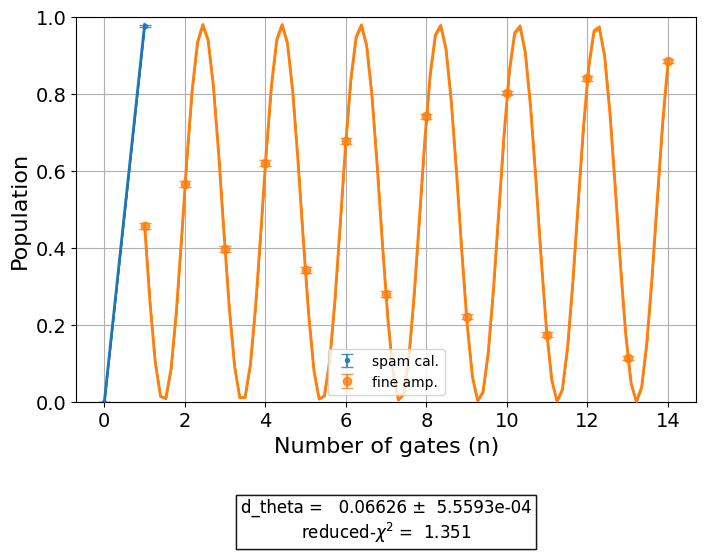 1.0
0.8
0.6
0.4
0.2
0.0
Population
spam cal.
fine amp.
0 2 4 6 8 10 12 14
Number of gates (n)
d_theta = 0.06626 ± 5.5593e-04
reduced-χ² = 1.351